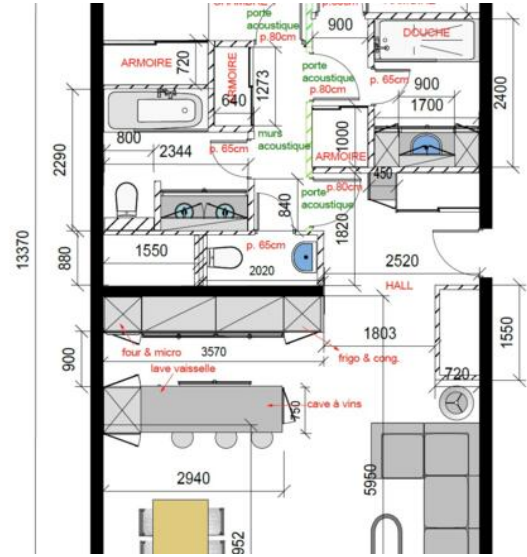 CHAMBRE
porte
acoustique
p.80cm
900
DOUCHE
ARMOIRE
720
ARMOIRE
640
1273
porte
acoustique
p.80cm
p. 65cm
900
1700
2400
800
2344
p. 65cm
murs
acoustique
1000
ARMOIRE
2290
porte
acoustique
p.80cm
450
840
1820
13370
880
1550
p. 65cm
2020
2520
HALL
1803
1550
four & micro
3570
frigo & cong.
lave vaisselle
900
720
750
cave à vins
2940
5950
952